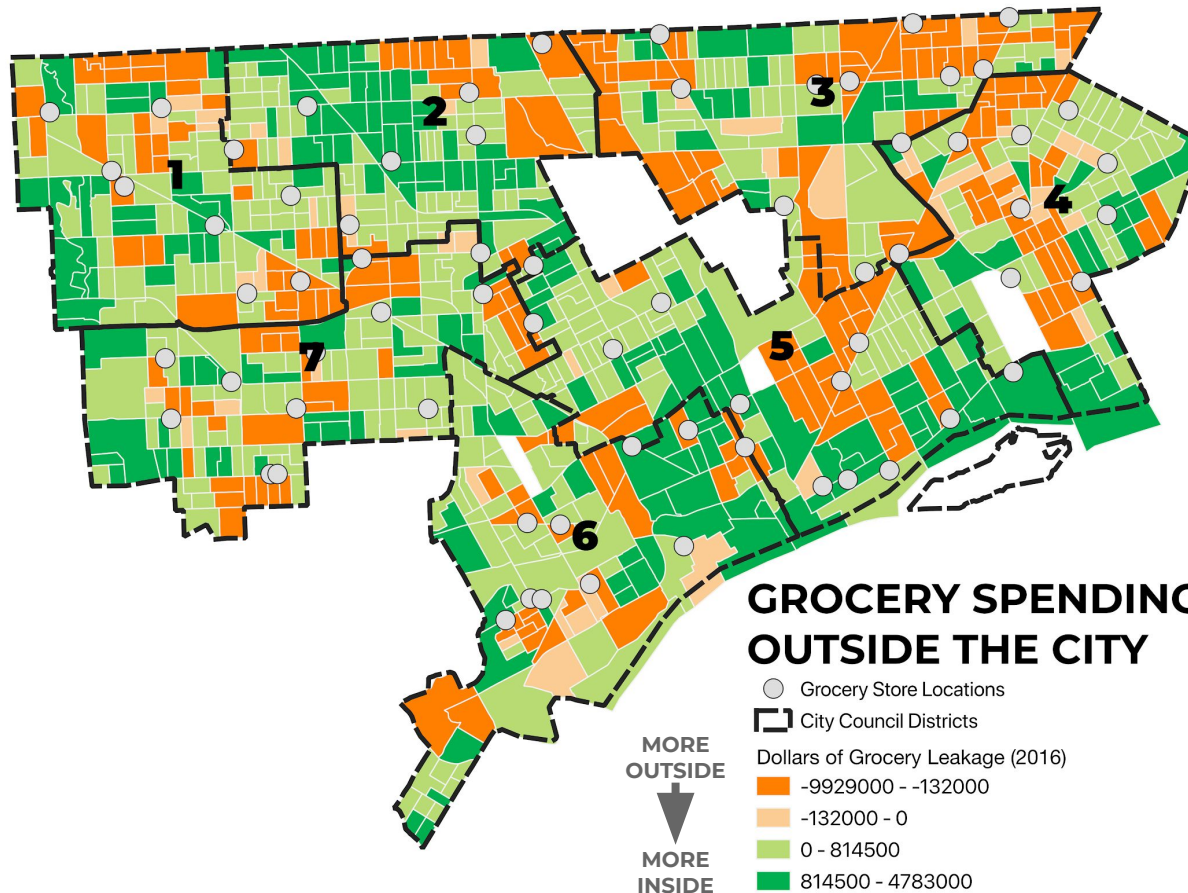 1
2
3
4
5
6
7
GROCERY SPENDING
OUTSIDE THE CITY
Grocery Store Locations
City Council Districts
MORE
OUTSIDE
MORE
INSIDE
Dollars of Grocery Leakage (2016)
-9929000 - -132000
-132000 - 0
0 - 814500
814500 - 4783000